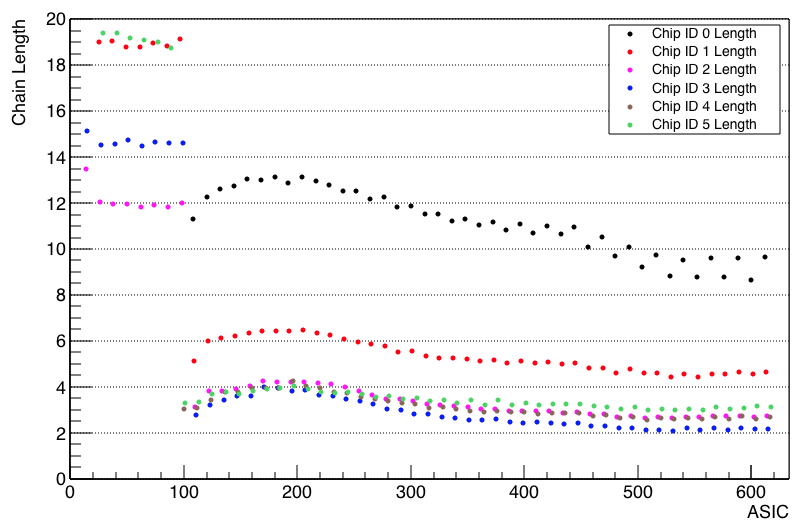 Chain Length
20
18
16
14
12
10
8
6
4
2
0
Chip ID 0 Length
Chip ID 1 Length
Chip ID 2 Length
Chip ID 3 Length
Chip ID 4 Length
Chip ID 5 Length
0 100 200 300 400 500 600
ASIC